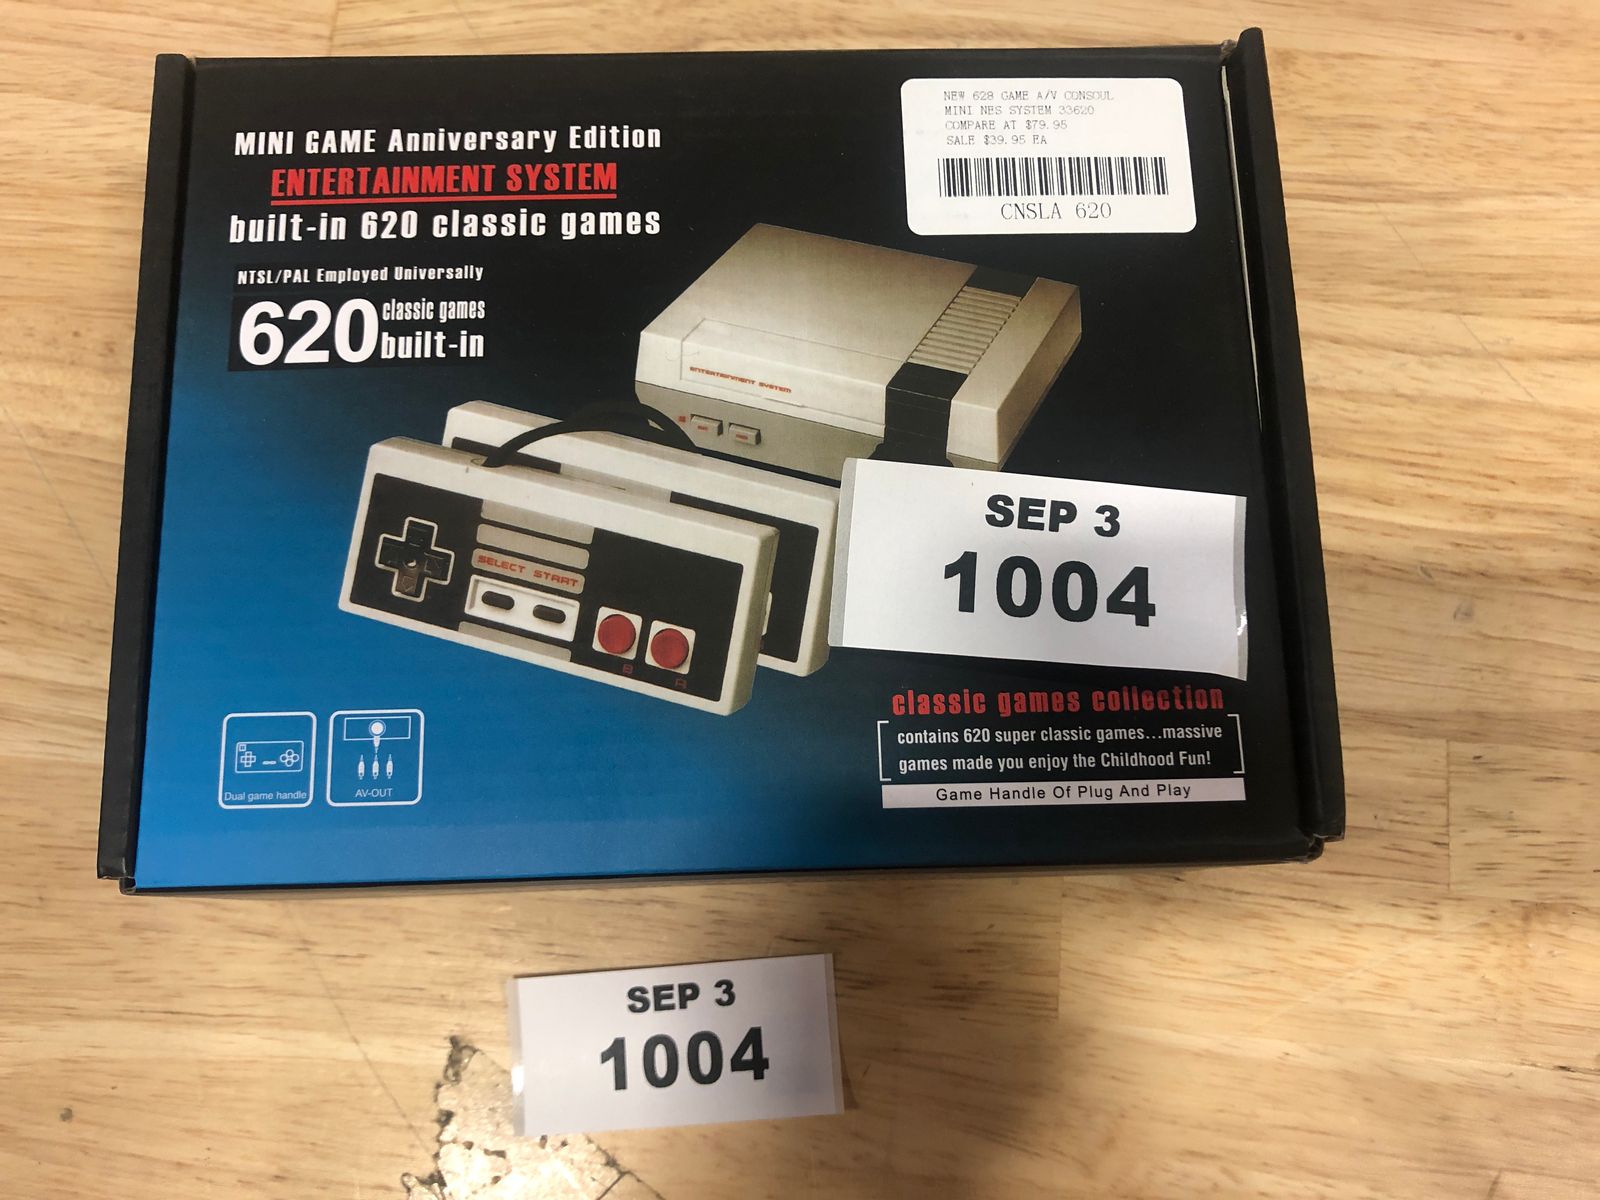 MINI GAME Anniversary Edition
ENTERTAINMENT SYSTEM
built-in 620 classic games
NTSL/PAL Employed Universally
620 classic games
built-in
NEW 628 GAME A/V CONSOUL
MINI NES SYSTEM 33620
COMPARE AT $79.95
SALE $39.95 EA
CNSLA 620
ENTERTAINMENT SYSTEM
SELECT START
B A
SEP 3
1004
classic games collection
contains 620 super classic games...massive
games made you enjoy the Childhood Fun!
Game Handle Of Plug And Play
Dual game handle
AV-OUT
SEP 3
1004